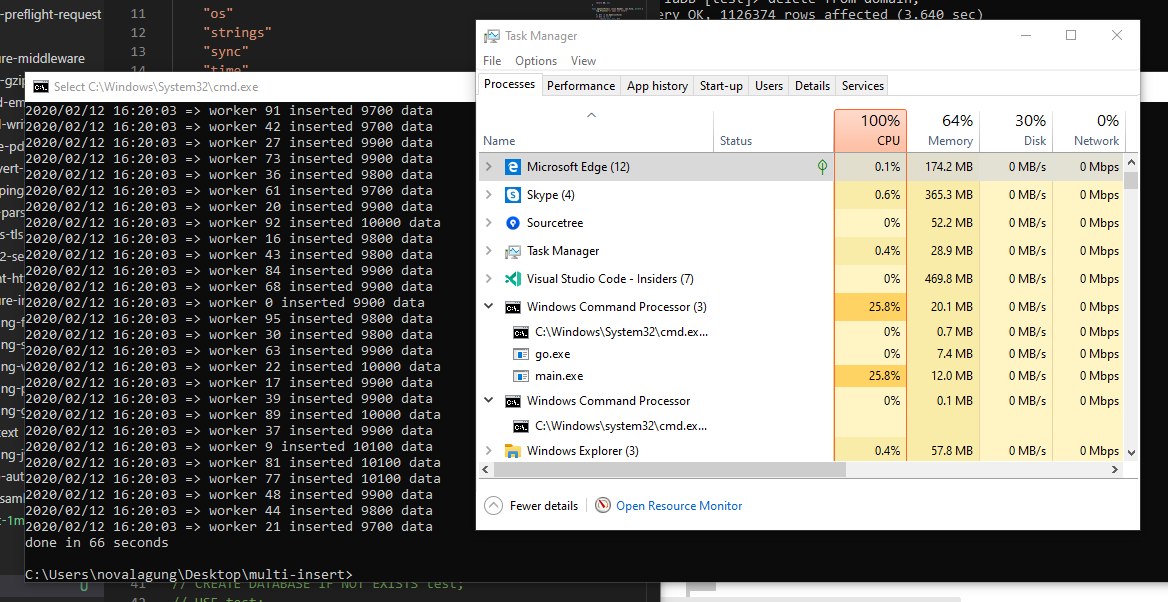 -preflight-request
11 "os"
12 "strings"
13 "sync"
14 "time"
ery OK, 1126374 rows affected (3.640 sec)
ure-middleware
Select C:\Windows\System32\cmd.exe
2020/02/12 16:20:03 => worker 91 inserted 9700 data
2020/02/12 16:20:03 => worker 42 inserted 9700 data
2020/02/12 16:20:03 => worker 27 inserted 9900 data
2020/02/12 16:20:03 => worker 73 inserted 9900 data
2020/02/12 16:20:03 => worker 36 inserted 9800 data
2020/02/12 16:20:03 => worker 61 inserted 9700 data
2020/02/12 16:20:03 => worker 20 inserted 9900 data
2020/02/12 16:20:03 => worker 92 inserted 10000 data
2020/02/12 16:20:03 => worker 16 inserted 9800 data
2020/02/12 16:20:03 => worker 43 inserted 9800 data
2020/02/12 16:20:03 => worker 84 inserted 9900 data
2020/02/12 16:20:03 => worker 68 inserted 9900 data
2020/02/12 16:20:03 => worker 0 inserted 9900 data
2020/02/12 16:20:03 => worker 95 inserted 9800 data
2020/02/12 16:20:03 => worker 30 inserted 9800 data
2020/02/12 16:20:03 => worker 63 inserted 9900 data
2020/02/12 16:20:03 => worker 22 inserted 10000 data
2020/02/12 16:20:03 => worker 17 inserted 9900 data
2020/02/12 16:20:03 => worker 39 inserted 9900 data
2020/02/12 16:20:03 => worker 89 inserted 10000 data
2020/02/12 16:20:03 => worker 37 inserted 9900 data
2020/02/12 16:20:03 => worker 9 inserted 10100 data
2020/02/12 16:20:03 => worker 81 inserted 10100 data
2020/02/12 16:20:03 => worker 77 inserted 10100 data
2020/02/12 16:20:03 => worker 48 inserted 9900 data
2020/02/12 16:20:03 => worker 44 inserted 9800 data
2020/02/12 16:20:03 => worker 21 inserted 9700 data
done in 66 seconds
C:\Users\novalagung\Desktop\multi-insert>
Task Manager
File Options View
Processes Performance App history Start-up Users Details Services
100% 64% 30% 0%
Name Status CPU Memory Disk Network
Microsoft Edge (12) 0.1% 174.2 MB 0 MB/s 0 Mbps
Skype (4) 0.6% 365.3 MB 0 MB/s 0 Mbps
Sourcetree 0% 52.2 MB 0 MB/s 0 Mbps
Task Manager 0.4% 28.9 MB 0 MB/s 0 Mbps
Visual Studio Code - Insiders (7) 0% 469.8 MB 0 MB/s 0 Mbps
Windows Command Processor (3) 25.8% 20.1 MB 0 MB/s 0 Mbps
C:\Windows\System32\cmd.ex... 0% 0.7 MB 0 MB/s 0 Mbps
go.exe 0% 7.4 MB 0 MB/s 0 Mbps
main.exe 25.8% 12.0 MB 0 MB/s 0 Mbps
Windows Command Processor 0% 0.1 MB 0 MB/s 0 Mbps
C:\Windows\system32\cmd.ex...
Windows Explorer (3) 0.4% 57.8 MB 0 MB/s 0 Mbps
Fewer details Open Resource Monitor
41 // CREATE DATABASE IF NOT EXISTS test;
42 // USE test;